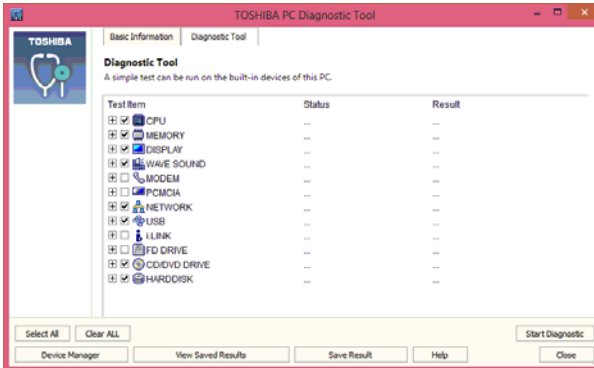 TOSHIBA PC Diagnostic Tool
TOSHIBA
Basic Information Diagnostic Tool
Diagnostic Tool
A simple test can be run on the built-in devices of this PC.
Test Item Status Result
CPU ... ...
MEMORY ... ...
DISPLAY ... ...
WAVE SOUND ... ...
MODEM ... ...
PCMCIA ... ...
NETWORK ... ...
USB ... ...
i.LINK ... ...
FD DRIVE ... ...
CD/DVD DRIVE ... ...
HARDDISK ... ...
Select All Clear ALL Start Diagnostic
Device Manager View Saved Results Save Result Help Close